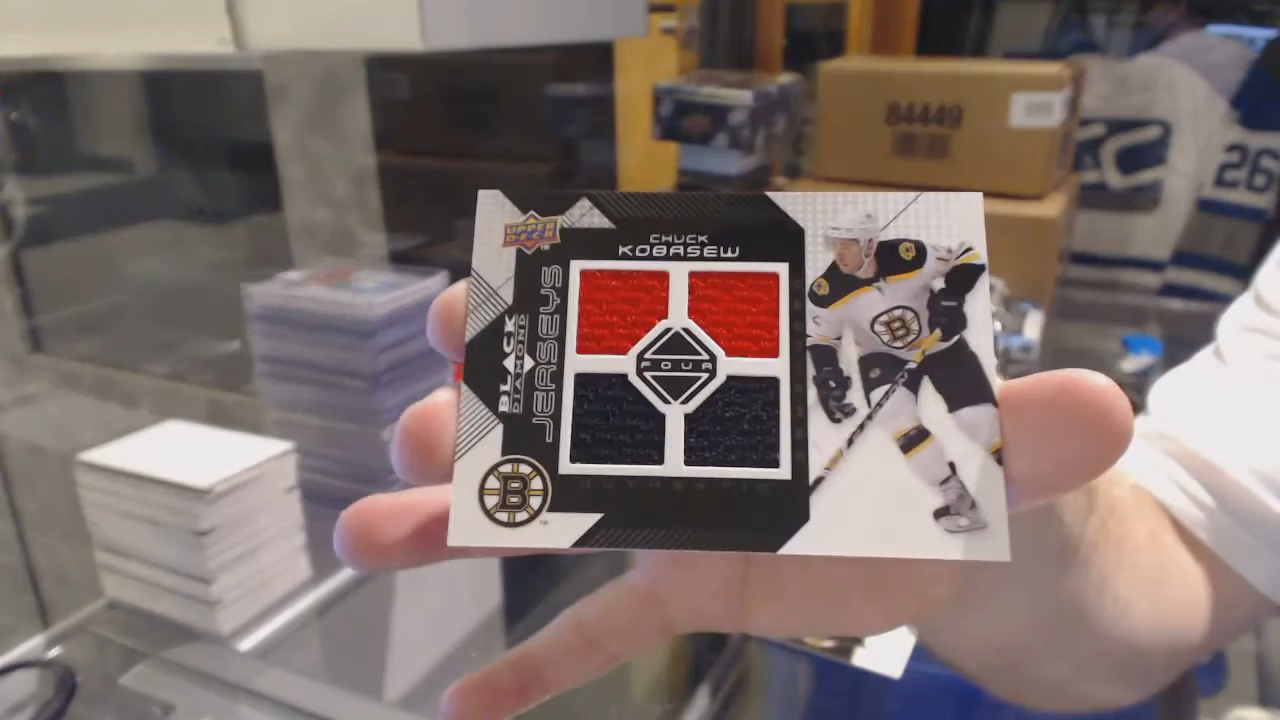 84449
26
UPPER
DECK
CHUCK
KOBASEW
BLACK
DIAMOND
JERSEYS
FOUR
B
B